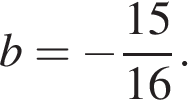 b = −15/16.